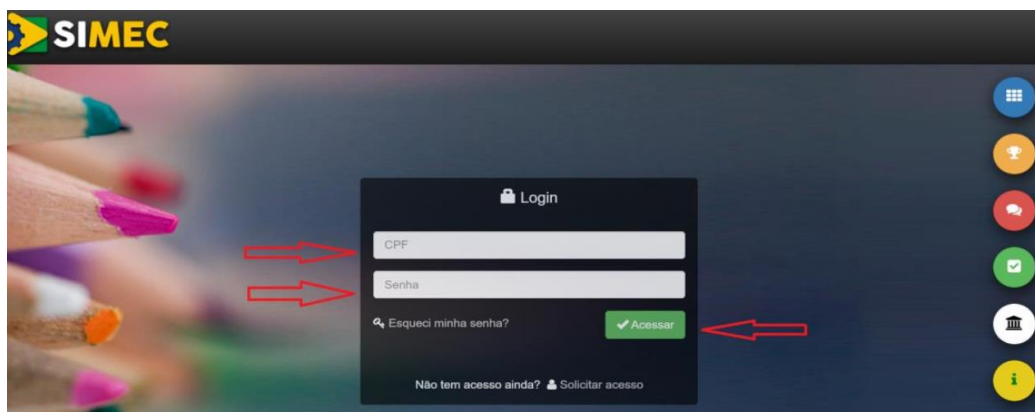 SIMEC
Login
CPF
Senha
Esqueci minha senha?
Acessar
Não tem acesso ainda? Solicitar acesso